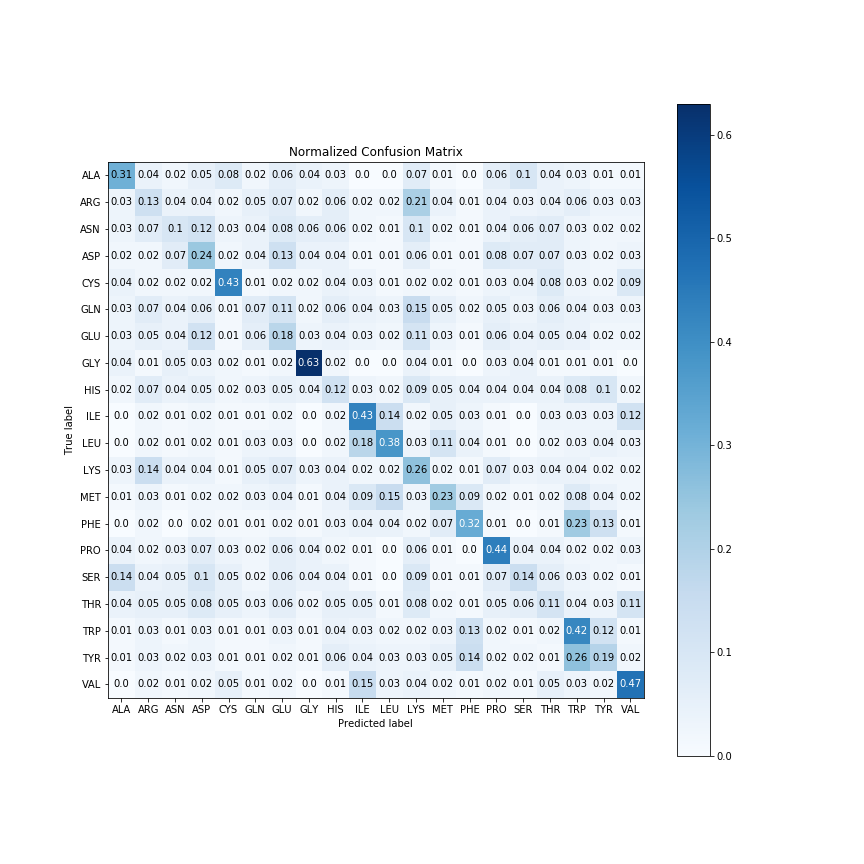 Normalized Confusion Matrix
ALA 0.31 0.04 0.02 0.05 0.08 0.02 0.06 0.04 0.03 0.0 0.0 0.07 0.01 0.0 0.06 0.1 0.04 0.03 0.01 0.01
ARG 0.03 0.13 0.04 0.04 0.02 0.05 0.07 0.02 0.06 0.02 0.02 0.21 0.04 0.01 0.04 0.03 0.04 0.06 0.03 0.03
ASN 0.03 0.07 0.1 0.12 0.03 0.04 0.08 0.06 0.06 0.02 0.01 0.1 0.02 0.01 0.04 0.06 0.07 0.03 0.02 0.02
ASP 0.02 0.02 0.07 0.24 0.02 0.04 0.13 0.04 0.04 0.01 0.01 0.06 0.01 0.01 0.08 0.07 0.07 0.03 0.02 0.03
CYS 0.04 0.02 0.02 0.02 0.43 0.01 0.02 0.04 0.04 0.03 0.01 0.02 0.02 0.01 0.03 0.04 0.08 0.03 0.02 0.09
GLN 0.03 0.07 0.04 0.06 0.01 0.07 0.11 0.02 0.06 0.04 0.03 0.15 0.05 0.02 0.05 0.03 0.06 0.04 0.03 0.03
GLU 0.03 0.05 0.04 0.12 0.01 0.06 0.18 0.03 0.04 0.03 0.02 0.11 0.03 0.01 0.06 0.04 0.05 0.04 0.02 0.02
GLY 0.04 0.01 0.05 0.03 0.02 0.01 0.02 0.63 0.02 0.0 0.0 0.04 0.01 0.0 0.03 0.04 0.01 0.01 0.01 0.0
HIS 0.02 0.07 0.04 0.05 0.02 0.03 0.05 0.04 0.12 0.03 0.02 0.09 0.05 0.04 0.04 0.04 0.04 0.08 0.1 0.02
ILE 0.0 0.02 0.01 0.02 0.01 0.01 0.02 0.0 0.02 0.43 0.14 0.02 0.05 0.03 0.01 0.0 0.03 0.03 0.03 0.12
LEU 0.0 0.02 0.01 0.02 0.01 0.03 0.03 0.0 0.02 0.18 0.38 0.03 0.11 0.04 0.01 0.0 0.02 0.03 0.04 0.03
LYS 0.03 0.14 0.04 0.04 0.01 0.05 0.07 0.03 0.04 0.02 0.02 0.26 0.02 0.01 0.07 0.03 0.04 0.04 0.02 0.02
MET 0.01 0.03 0.01 0.02 0.02 0.03 0.04 0.01 0.04 0.09 0.15 0.03 0.23 0.09 0.02 0.01 0.02 0.08 0.04 0.02
PHE 0.0 0.02 0.0 0.02 0.01 0.01 0.02 0.01 0.03 0.04 0.04 0.02 0.07 0.32 0.01 0.0 0.01 0.23 0.13 0.01
PRO 0.04 0.02 0.03 0.07 0.03 0.02 0.06 0.04 0.02 0.01 0.01 0.06 0.01 0.0 0.44 0.04 0.04 0.02 0.02 0.03
SER 0.14 0.04 0.05 0.1 0.05 0.02 0.06 0.04 0.04 0.01 0.0 0.09 0.01 0.01 0.07 0.14 0.06 0.03 0.02 0.01
THR 0.04 0.05 0.05 0.08 0.05 0.03 0.06 0.02 0.05 0.05 0.01 0.08 0.02 0.01 0.05 0.06 0.11 0.04 0.03 0.11
TRP 0.01 0.03 0.01 0.03 0.01 0.01 0.03 0.01 0.04 0.03 0.02 0.02 0.03 0.13 0.02 0.01 0.02 0.42 0.12 0.01
TYR 0.01 0.03 0.02 0.03 0.01 0.01 0.02 0.01 0.06 0.04 0.03 0.03 0.05 0.14 0.02 0.02 0.01 0.26 0.19 0.02
VAL 0.0 0.02 0.01 0.02 0.05 0.01 0.02 0.0 0.01 0.15 0.03 0.04 0.02 0.01 0.02 0.01 0.05 0.03 0.02 0.47
ALA ARG ASN ASP CYS GLN GLU GLY HIS ILE LEU LYS MET PHE PRO SER THR TRP TYR VAL
Predicted label
True label
0.6
0.5
0.4
0.3
0.2
0.1
0.0